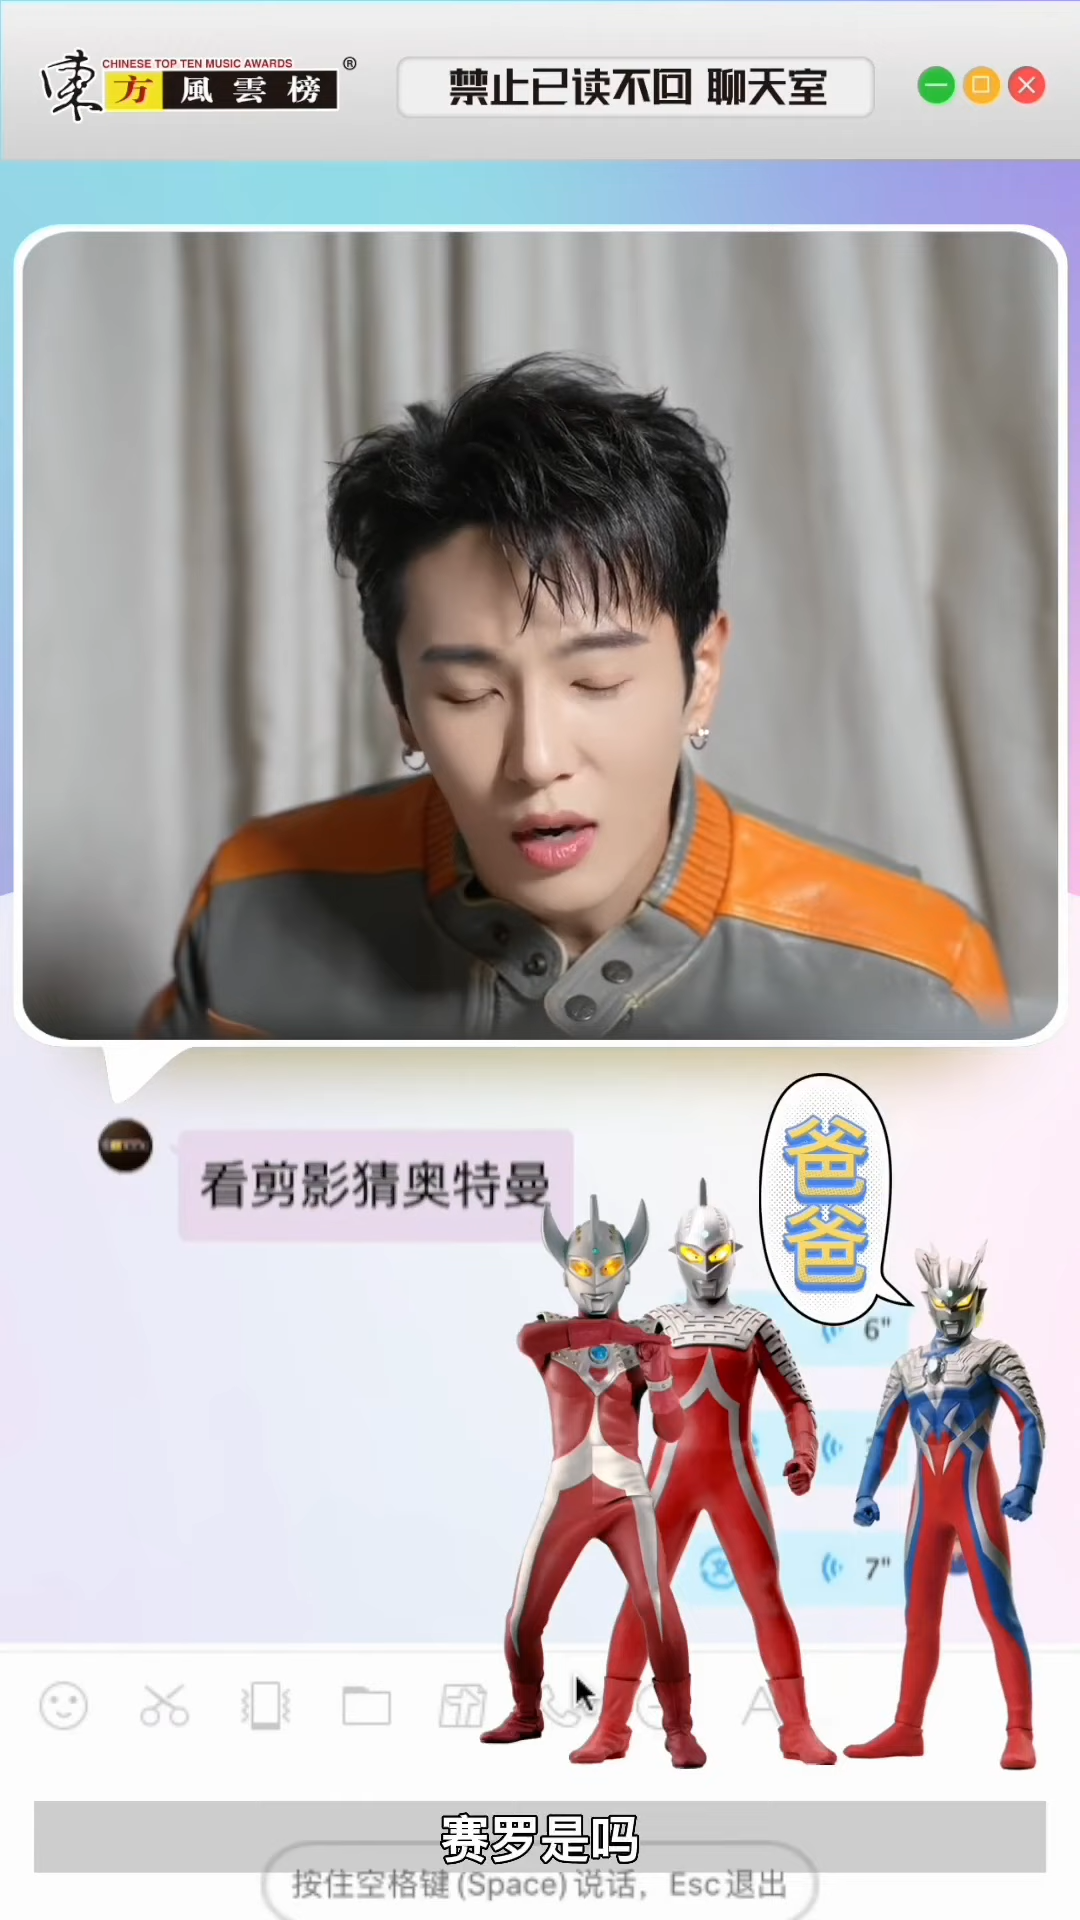 CHINESE TOP TEN MUSIC AWARDS
東方風雲榜®
禁止已读不回 聊天室
看剪影猜奥特曼
爸爸
6"
7"
赛罗是吗
按住空格键(Space)说话，Esc退出